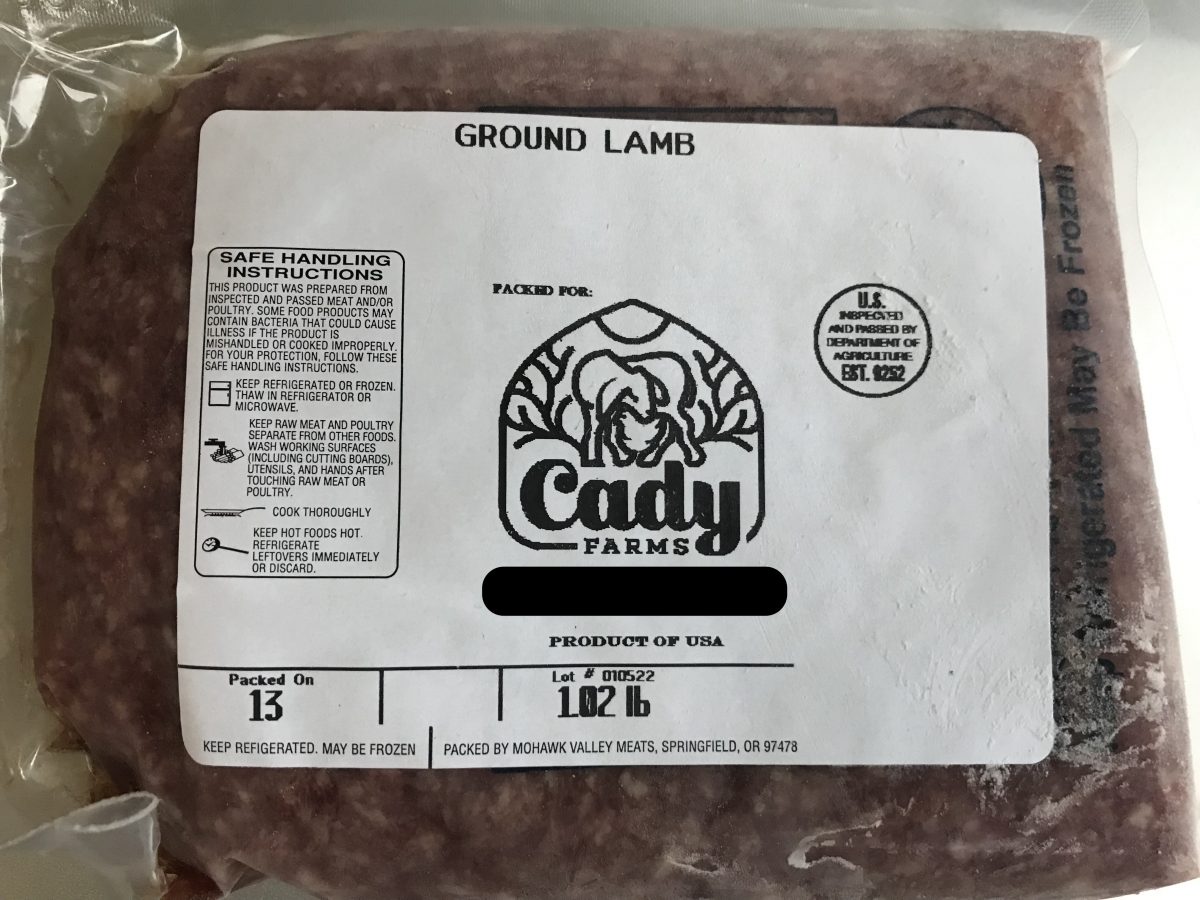 GROUND LAMB
SAFE HANDLING
INSTRUCTIONS
THIS PRODUCT WAS PREPARED FROM
INSPECTED AND PASSED MEAT AND/OR
POULTRY. SOME FOOD PRODUCTS MAY
CONTAIN BACTERIA THAT COULD CAUSE
ILLNESS IF THE PRODUCT IS
MISHANDLED OR COOKED IMPROPERLY.
FOR YOUR PROTECTION, FOLLOW THESE
SAFE HANDLING INSTRUCTIONS.
KEEP REFRIGERATED OR FROZEN.
THAW IN REFRIGERATOR OR
MICROWAVE.
KEEP RAW MEAT AND POULTRY
SEPARATE FROM OTHER FOODS.
WASH WORKING SURFACES
(INCLUDING CUTTING BOARDS),
UTENSILS, AND HANDS AFTER
TOUCHING RAW MEAT OR
POULTRY.
COOK THOROUGHLY
KEEP HOT FOODS HOT.
REFRIGERATE
LEFTOVERS IMMEDIATELY
OR DISCARD.
PACKED FOR:
Cady
FARMS
U.S.
INSPECTED
AND PASSED BY
DEPARTMENT OF
AGRICULTURE
EST. 9252
PRODUCT OF USA
Packed On
13
Lot # 010522
1.02 lb
KEEP REFIGERATED. MAY BE FROZEN
PACKED BY MOHAWK VALLEY MEATS, SPRINGFIELD, OR 97478
May Be Frozen